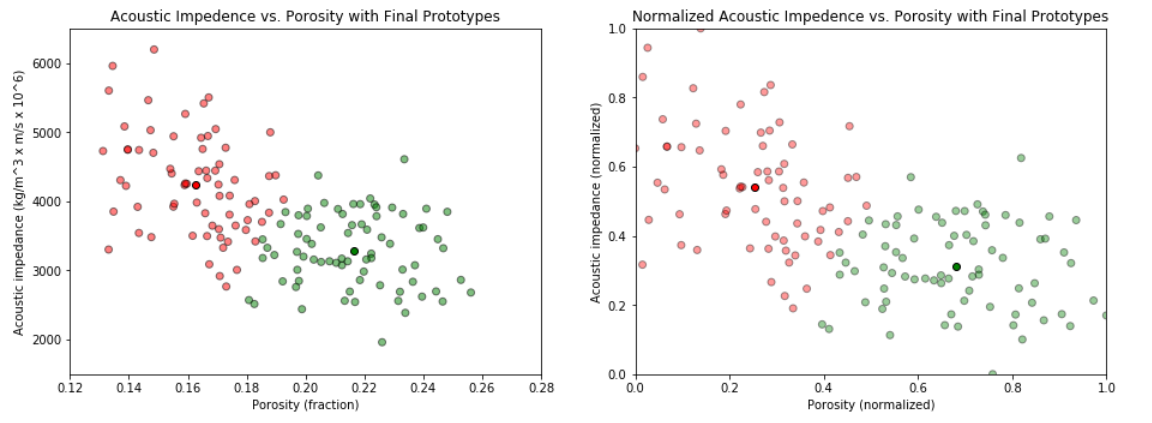 Acoustic Impedence vs. Porosity with Final Prototypes
6000
5000
4000
3000
2000
Acoustic impedance (kg/m^3 x m/s x 10^6)
0.12 0.14 0.16 0.18 0.20 0.22 0.24 0.26 0.28
Porosity (fraction)
Normalized Acoustic Impedence vs. Porosity with Final Prototypes
1.0
0.8
0.6
0.4
0.2
0.0
Acoustic impedance (normalized)
0.0 0.2 0.4 0.6 0.8 1.0
Porosity (normalized)